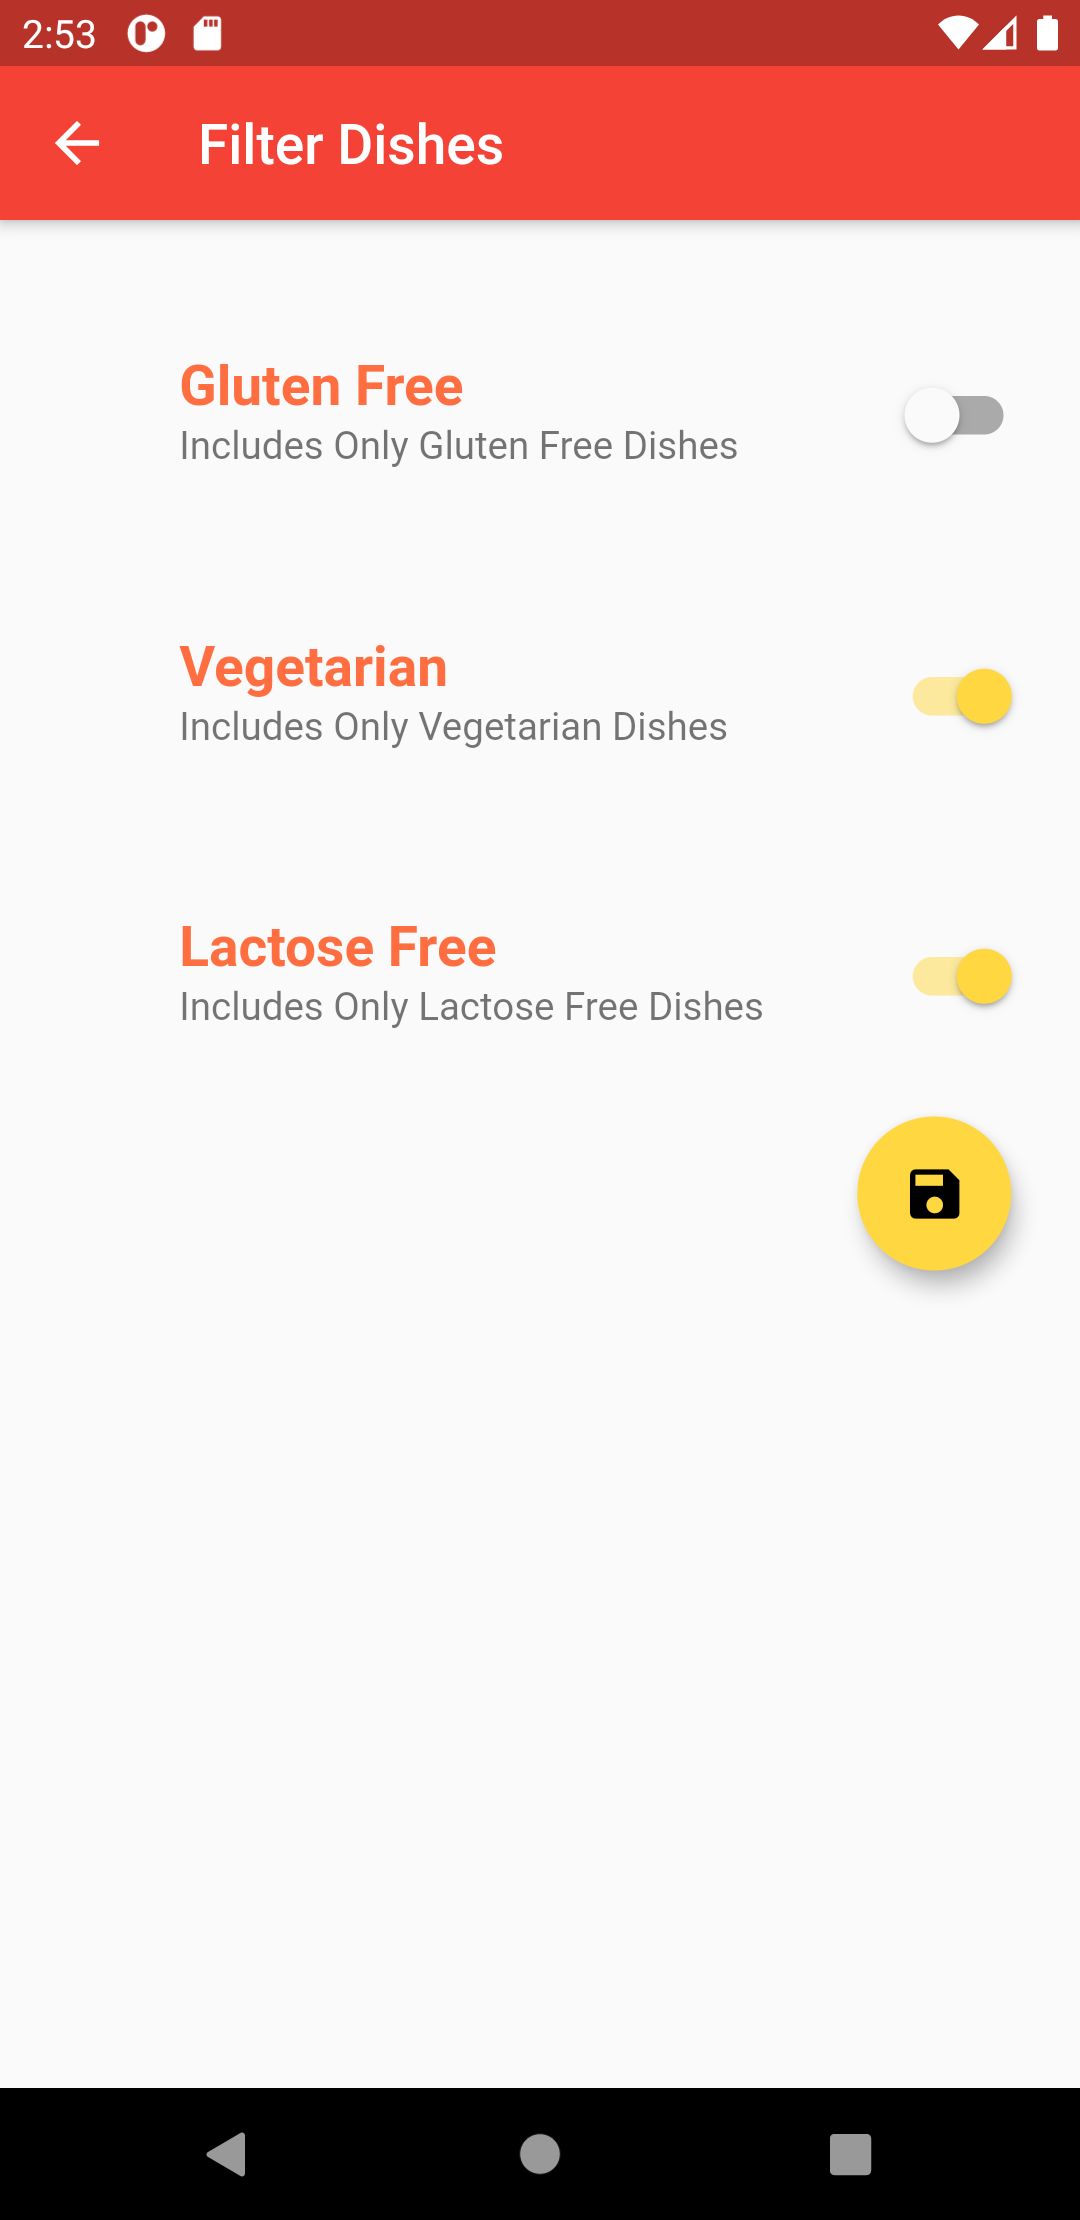 2:53
Filter Dishes
Gluten Free
Includes Only Gluten Free Dishes
Vegetarian
Includes Only Vegetarian Dishes
Lactose Free
Includes Only Lactose Free Dishes